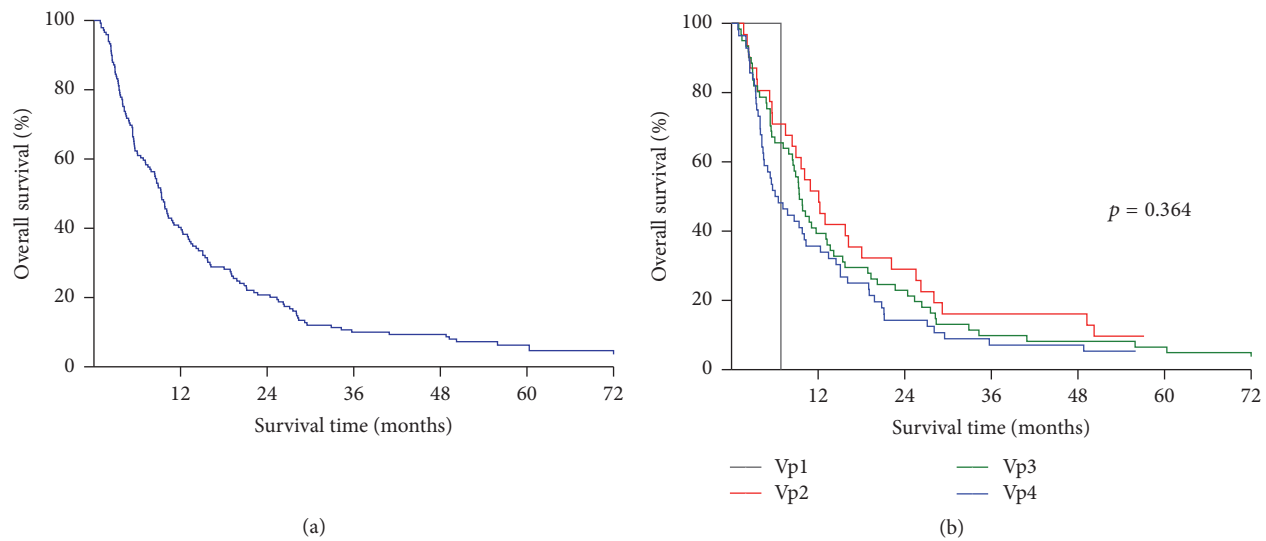 100
80
60
40
20
0
Overall survival (%)
12 24 36 48 60 72
Survival time (months)
(a)
100
80
60
40
20
0
Overall survival (%)
p = 0.364
12 24 36 48 60 72
Survival time (months)
Vp1 Vp3
Vp2 Vp4
(b)